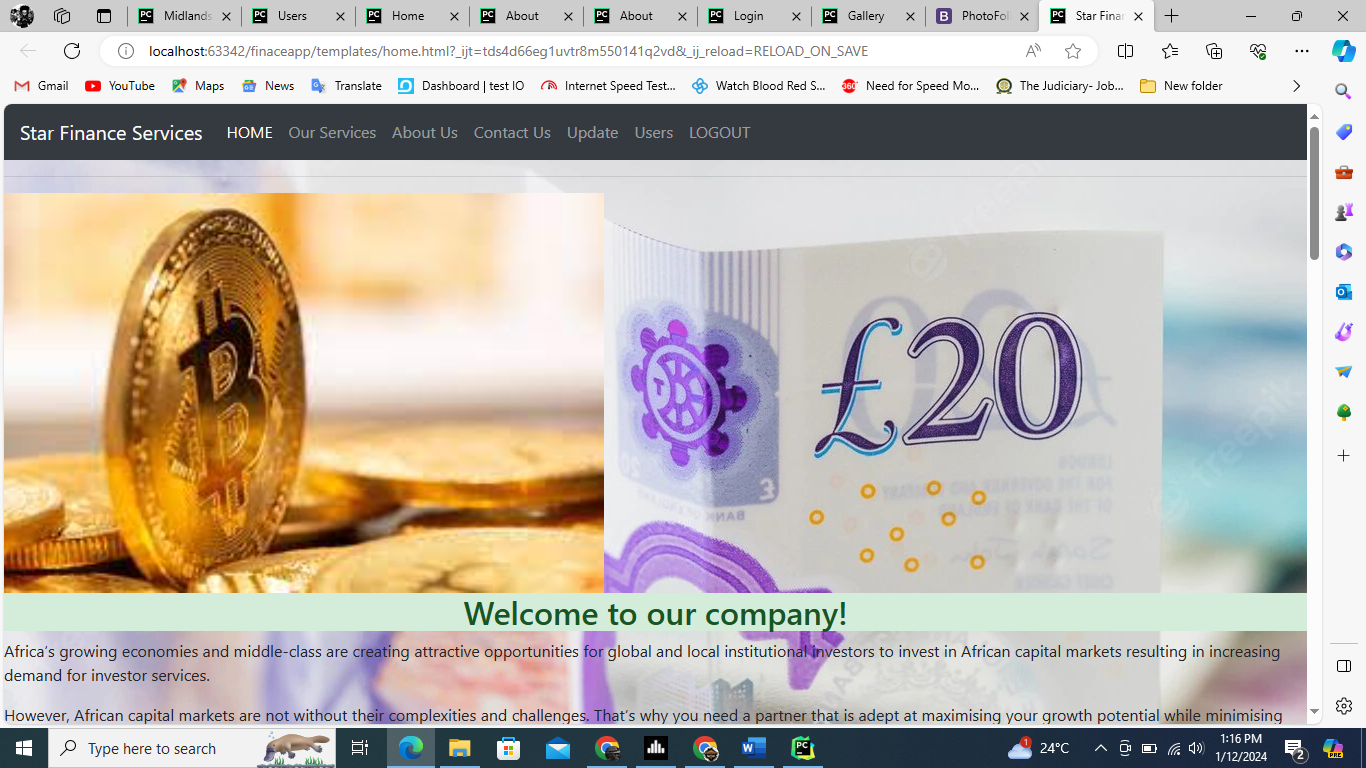 Midlands
Users
Home
About
About
Login
Gallery
PhotoFol
Star Finan
localhost:63342/finaceapp/templates/home.html?_ijt=tds4d66eg1uvtr8m550141q2vd&_ij_reload=RELOAD_ON_SAVE
Gmail
YouTube
Maps
News
Translate
Dashboard | test IO
Internet Speed Test...
Watch Blood Red S...
Need for Speed Mo...
The Judiciary- Job...
New folder
Star Finance Services
HOME
Our Services
About Us
Contact Us
Update
Users
LOGOUT
£20
£
BANK OF ENGLAND
freepik
Welcome to our company!
Africa's growing economies and middle-class are creating attractive opportunities for global and local institutional investors to invest in African capital markets resulting in increasing
demand for investor services.
However, African capital markets are not without their complexities and challenges. That's why you need a partner that is adept at maximising your growth potential while minimising
Type here to search
24°C
1:16 PM
1/12/2024
2